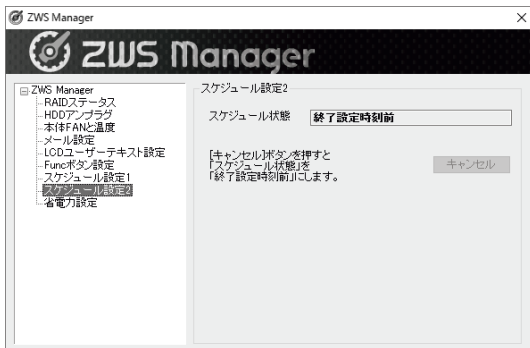 ZWS Manager
ZWS Manager
ZWS Manager
RAIDステータス
HDDアンプラグ
本体FANと温度
メール設定
LCDユーザーテキスト設定
Funcボタン設定
スケジュール設定1
スケジュール設定2
省電力設定
スケジュール設定2
スケジュール状態 終了設定時刻前
[キャンセル]ボタンを押すと
「スケジュール状態」を
「終了設定時刻前」にします。
キャンセル